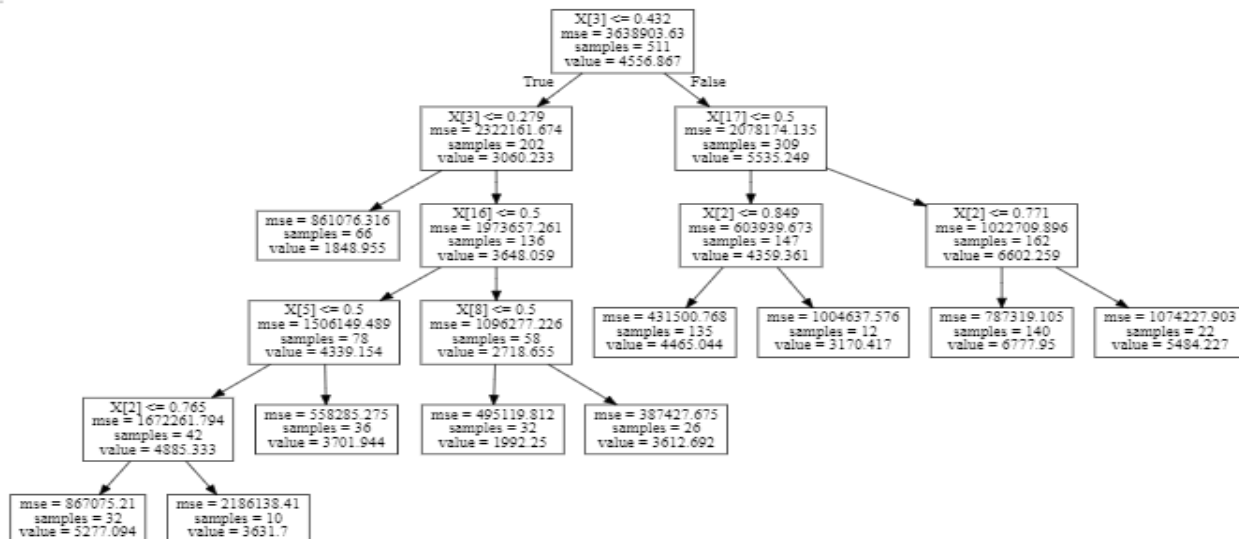 X[3] <= 0.432
mse = 3638903.63
samples = 511
value = 4556.867
True
False
X[3] <= 0.279
mse = 2322161.674
samples = 202
value = 3060.233
X[17] <= 0.5
mse = 2078174.135
samples = 309
value = 5535.249
mse = 861076.316
samples = 66
value = 1848.955
X[16] <= 0.5
mse = 1973657.261
samples = 136
value = 3648.059
X[2] <= 0.849
mse = 603939.673
samples = 147
value = 4359.361
X[2] <= 0.771
mse = 1022709.896
samples = 162
value = 6602.259
X[5] <= 0.5
mse = 1506149.489
samples = 78
value = 4339.154
X[8] <= 0.5
mse = 1096277.226
samples = 58
value = 2718.655
mse = 431500.768
samples = 135
value = 4465.044
mse = 1004637.576
samples = 12
value = 3170.417
mse = 787319.105
samples = 140
value = 6777.95
mse = 1074227.903
samples = 22
value = 5484.227
X[2] <= 0.765
mse = 1672261.794
samples = 42
value = 4885.333
mse = 558285.275
samples = 36
value = 3701.944
mse = 495119.812
samples = 32
value = 1992.25
mse = 387427.675
samples = 26
value = 3612.692
mse = 867075.21
samples = 32
value = 5277.094
mse = 2186138.41
samples = 10
value = 3631.7